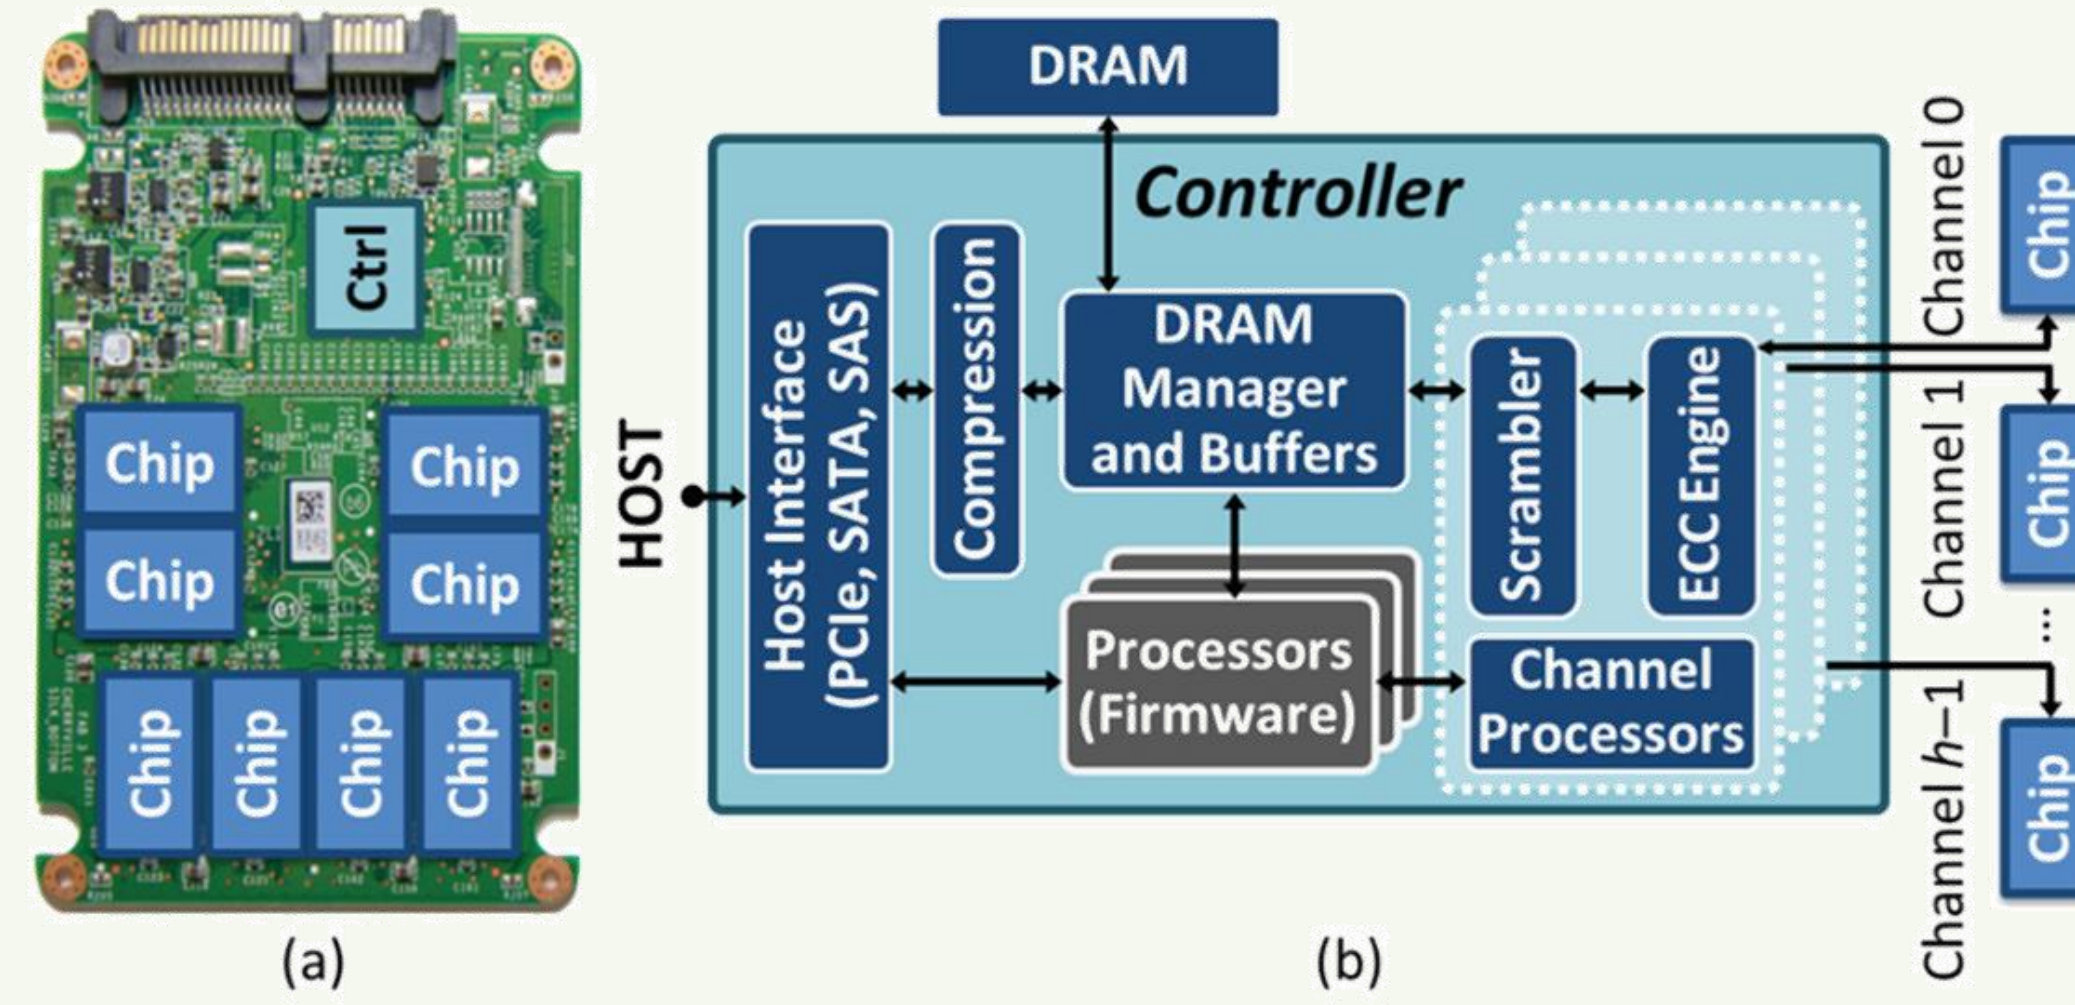 Ctrl
Chip
Chip
Chip
Chip
Chip
Chip
Chip
Chip
(a)
DRAM
Controller
HOST
Host Interface
(PCIe, SATA, SAS)
Compression
DRAM
Manager
and Buffers
Processors
(Firmware)
Scrambler
ECC Engine
Channel
Processors
Channel 0
Chip
Channel 1
Chip
....
Channel h–1
Chip
(b)